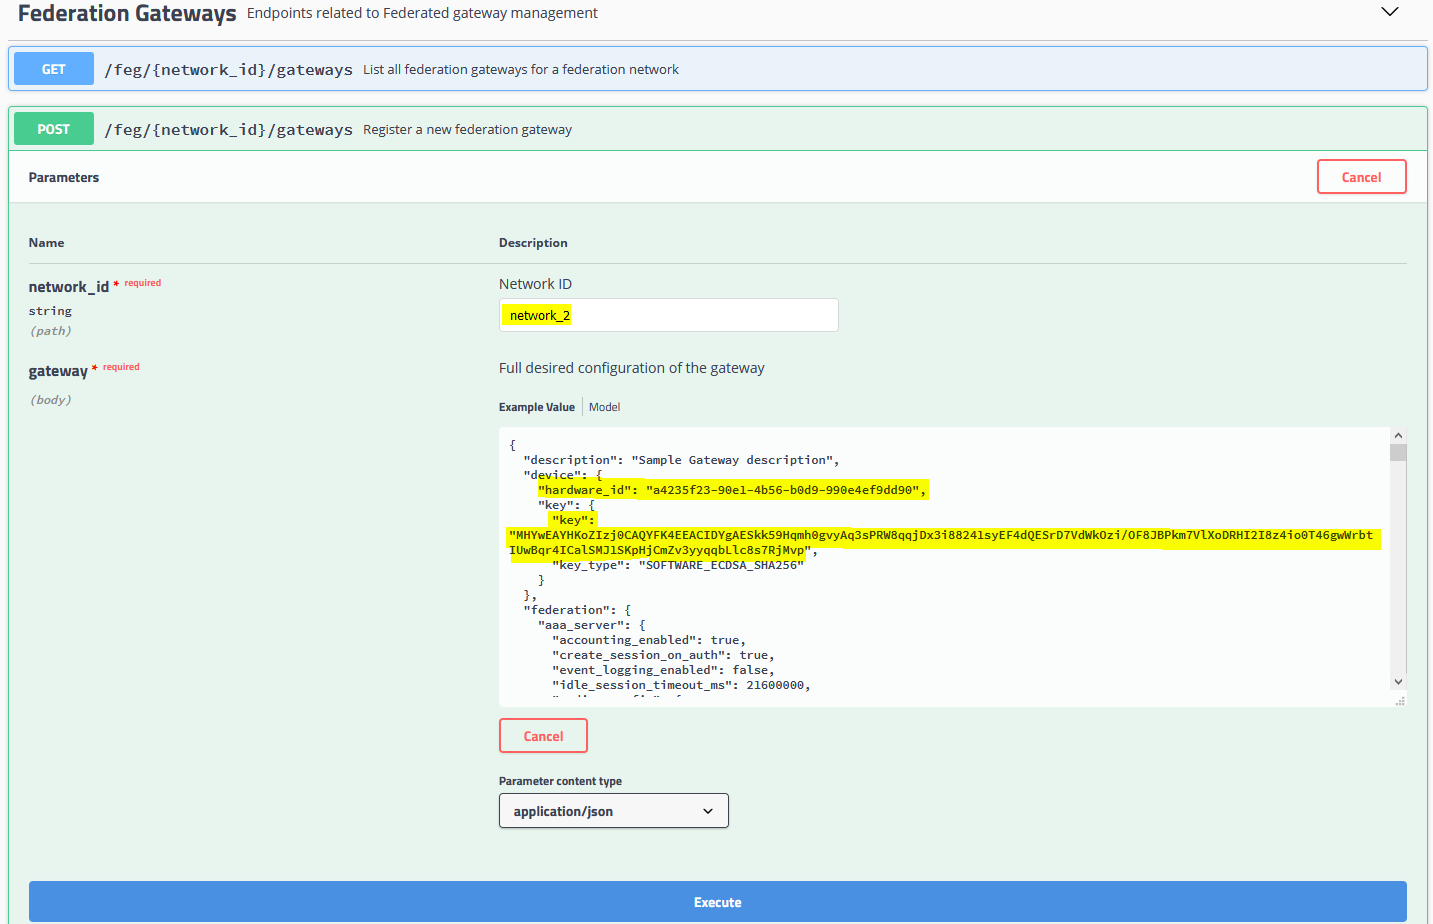 Federation Gateways Endpoints related to Federated gateway management
GET /feg/{network_id}/gateways List all federation gateways for a federation network
POST /feg/{network_id}/gateways Register a new federation gateway
Parameters Cancel
Name Description
network_id * required Network ID
string network_2
(path)
gateway * required Full desired configuration of the gateway
(body)
Example Value Model
{
"description": "Sample Gateway description",
"device": {
"hardware_id": "a4235f23-90e1-4b56-b0d9-990e4ef9dd90",
"key": {
"key":
"MHYwEAYHKoZIzj0CAQYFK4EEACIDYgAESkk59Hqmh0gvyAq3sPRW8qqjDx3i88241syEF4dQESrD7VdWkOzi/OF8JBPkm7VlXoDRHI2I8z4io0T46gwWrbt
IUwBqr4ICalSMJ1SKpHjCmZv3yyqqbLlc8s7RjMvp",
"key_type": "SOFTWARE_ECDSA_SHA256"
}
},
"federation": {
"aaa_server": {
"accounting_enabled": true,
"create_session_on_auth": true,
"event_logging_enabled": false,
"idle_session_timeout_ms": 21600000,
Cancel
Parameter content type
application/json
Execute